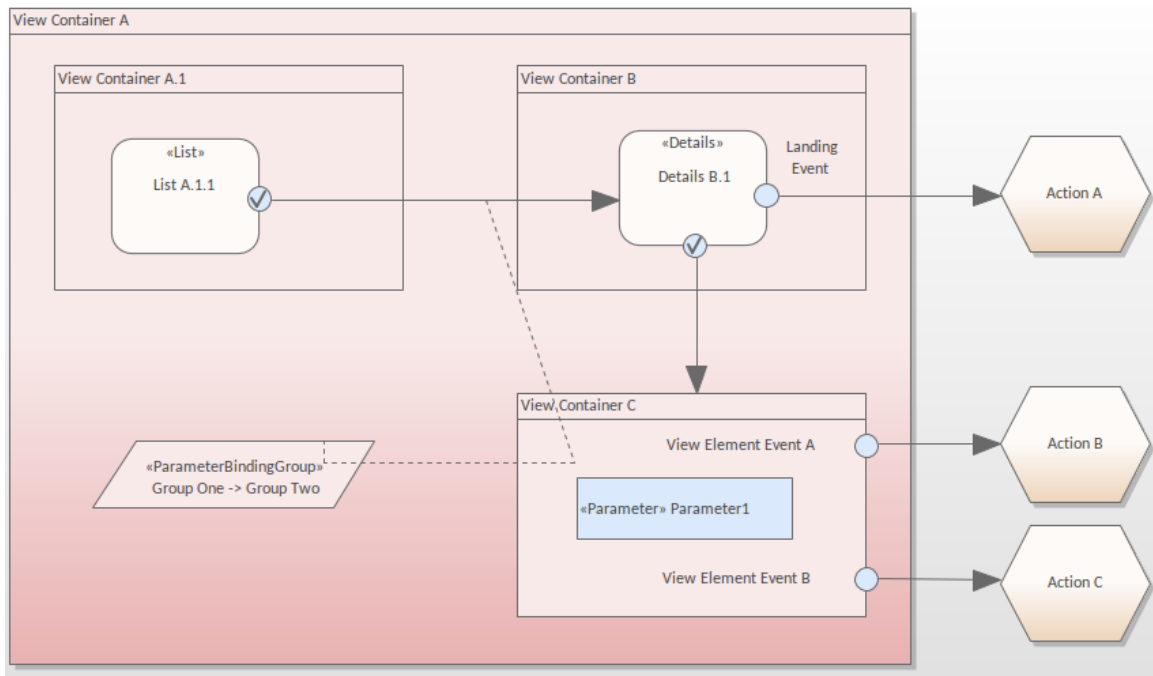 View Container A
View Container A.1
View Container B
«List»
List A.1.1
«Details»
Details B.1
Landing
Event
Action A
View Container C
View Element Event A
Action B
«ParameterBindingGroup»
Group One -> Group Two
«Parameter» Parameter1
View Element Event B
Action C